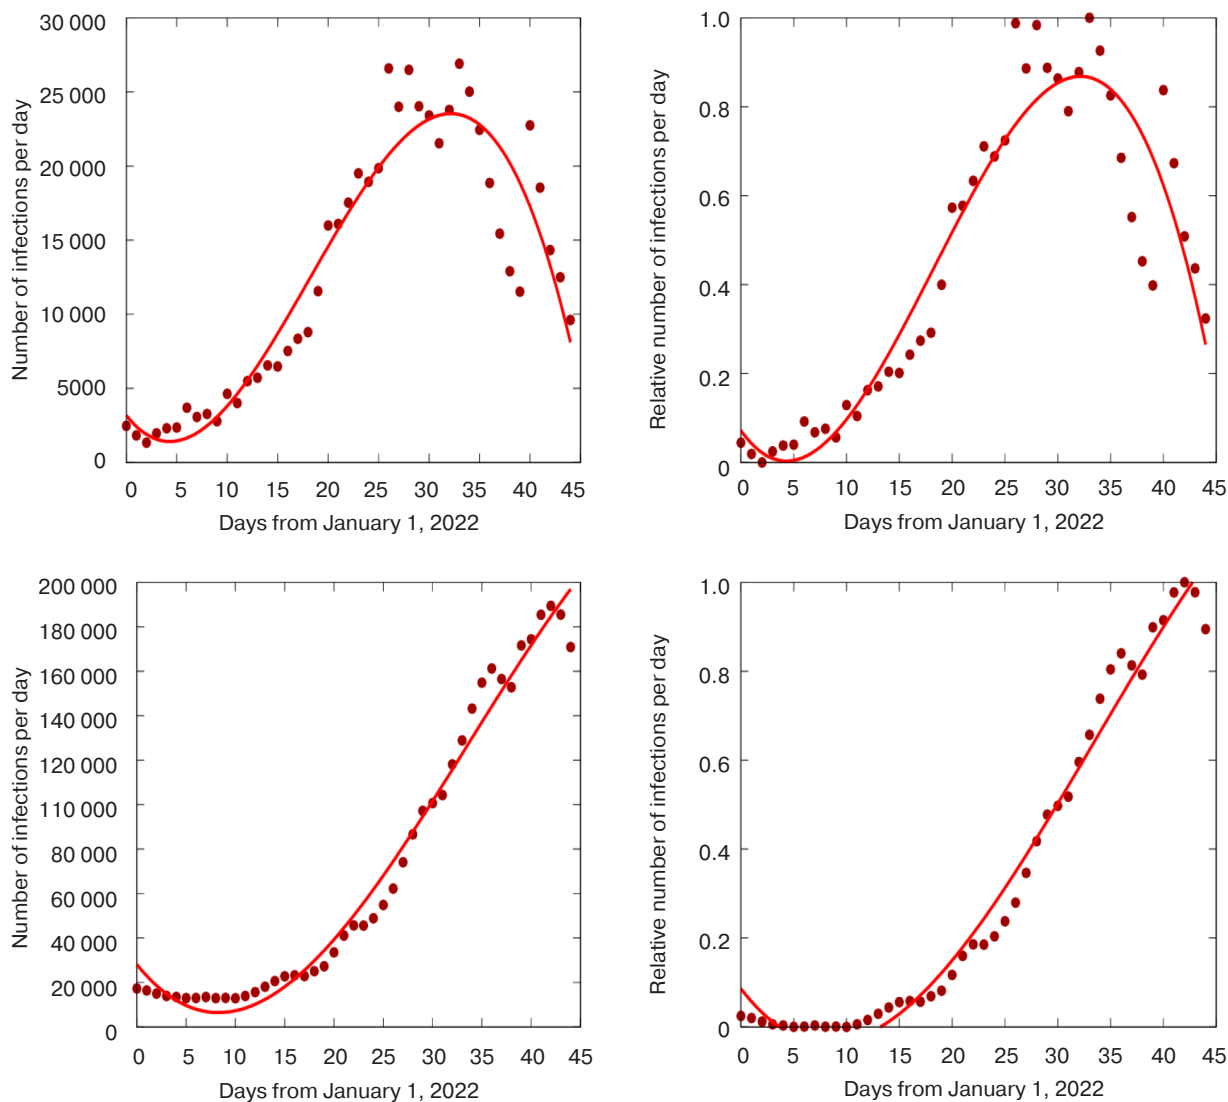 Number of infections per day
30 000
25 000
20 000
15 000
10 000
5000
0
0 5 10 15 20 25 30 35 40 45
Days from January 1, 2022
Relative number of infections per day
1.0
0.8
0.6
0.4
0.2
0
0 5 10 15 20 25 30 35 40 45
Days from January 1, 2022
Number of infections per day
200 000
180 000
160 000
140 000
120 000
110 000
80 000
60 000
40 000
20 000
0
0 5 10 15 20 25 30 35 40 45
Days from January 1, 2022
Relative number of infections per day
1.0
0.8
0.6
0.4
0.2
0
0 5 10 15 20 25 30 35 40 45
Days from January 1, 2022